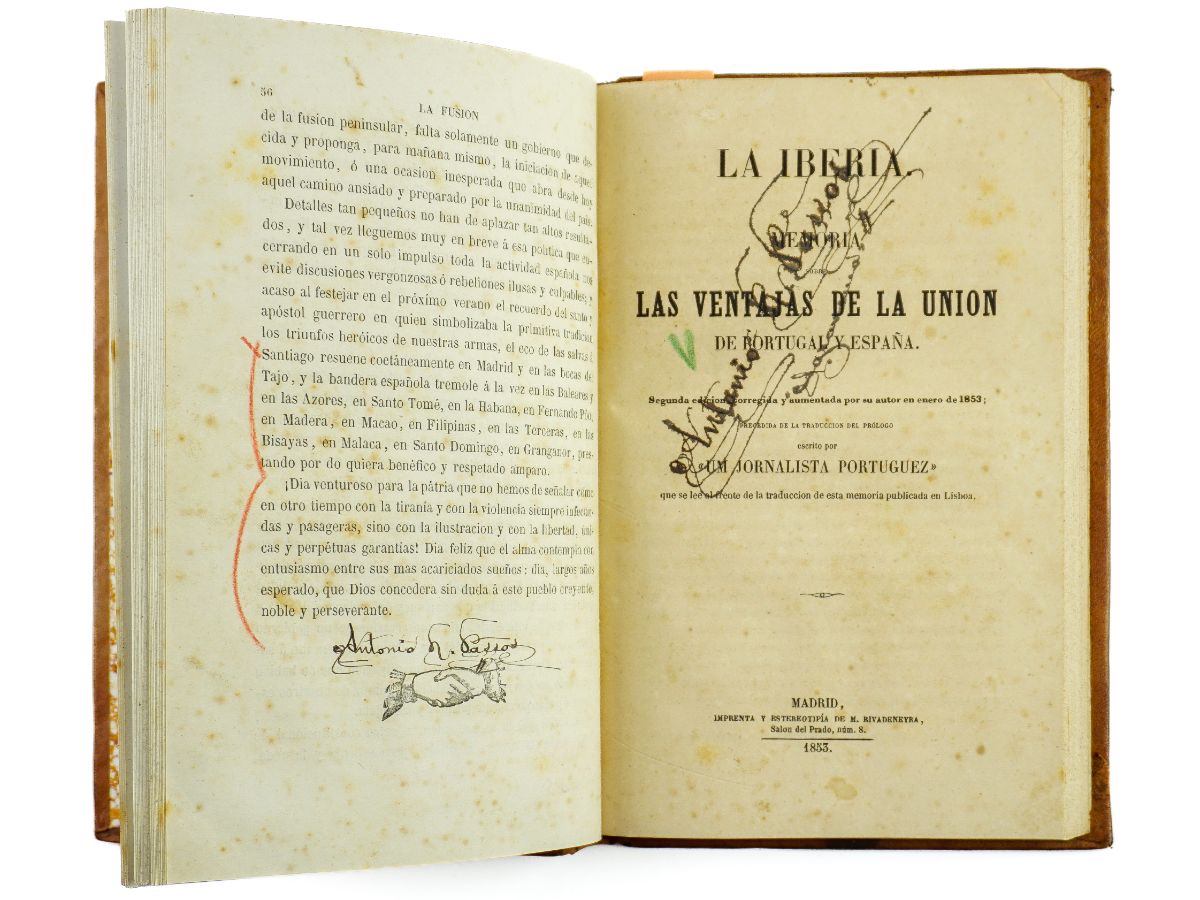 56
LA FUSION
de la fusion peninsular, falta solamente un gobierno que de-
cida y proponga, para mañana mismo, la iniciacion de aquel
movimiento, ó una ocasion inesperada que abra desde hoy
aquel camino ansiado y preparado por la unanimidad del pais.
Detalles tan pequeños no han de aplazar tan altos resulta-
dos, y tal vez lleguemos muy en breve á esa política que en-
cerrando en un solo impulso toda la actividad española nos
evite discusiones vergonzosas ó rebeliones ilusas y culpables; y
acaso al festejar en el próximo verano el recuerdo del santo y
apóstol guerrero en quien simbolizaba la primitiva tradicion
los triunfos heróicos de nuestras armas, el eco de las salvas á
Santiago resuene coetáneamente en Madrid y en las bocas del
Tajo, y la bandera española tremole á la vez en las Baleares y
en las Azores, en Santo Tomé, en la Habana, en Fernando Póo,
en Madera, en Macao, en Filipinas, en las Terceras, en las
Bisayas, en Malaca, en Santo Domingo, en Granganor, pres-
tando por do quiera benéfico y respetado amparo.
¡Dia venturoso para la pátria que no hemos de señalar como
en otro tiempo con la tiranía y con la violencia siempre infecun-
das y pasageras, sino con la ilustracion y con la libertad, úni-
cas y perpétuas garantías! Dia feliz que el alma contempla con
entusiasmo entre sus mas acariciados sueños: dia, largos años
esperado, que Dios concedera sin duda á este pueblo creyente,
noble y perseverante.
Antonio R. Passos
LA IBERIA.
MEMORIA
SOBRE
LAS VENTAJAS DE LA UNION
DE PORTUGAL Y ESPAÑA.
Segunda edicion, corregida y aumentada por su autor en enero de 1853;
PRECEDIDA DE LA TRADUCCION DEL PRÓLOGO
escrito por
«UM JORNALISTA PORTUGUEZ»
que se lee al frente de la traduccion de esta memoria publicada en Lisboa.
Antonio Passos
MADRID,
IMPRENTA Y ESTEREOTIPÍA DE M. RIVADENEYRA,
Salon del Prado, núm. 8.
1853.